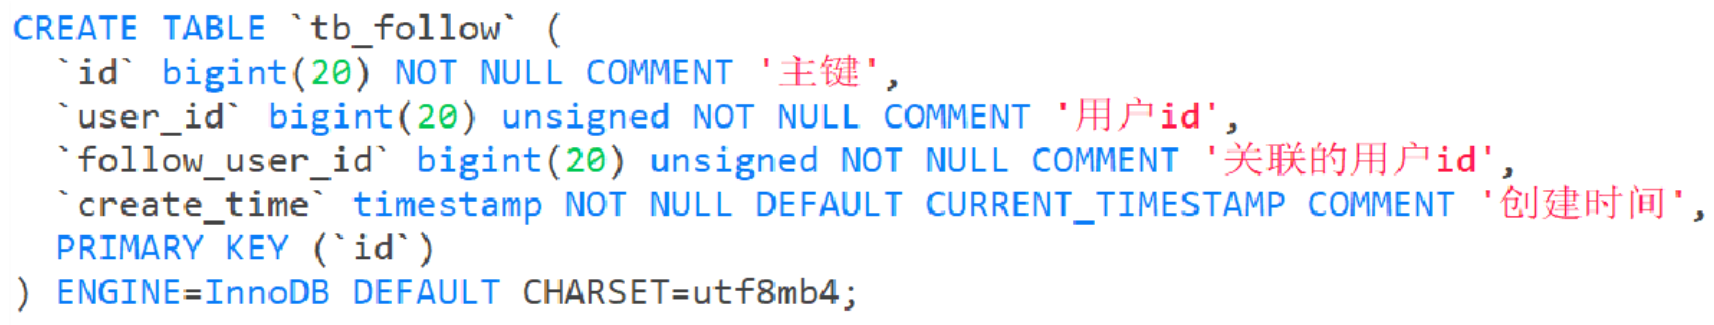 CREATE TABLE `tb_follow` (
  `id` bigint(20) NOT NULL COMMENT '主键',
  `user_id` bigint(20) unsigned NOT NULL COMMENT '用户id',
  `follow_user_id` bigint(20) unsigned NOT NULL COMMENT '关联的用户id',
  `create_time` timestamp NOT NULL DEFAULT CURRENT_TIMESTAMP COMMENT '创建时间',
  PRIMARY KEY (`id`)
) ENGINE=InnoDB DEFAULT CHARSET=utf8mb4;